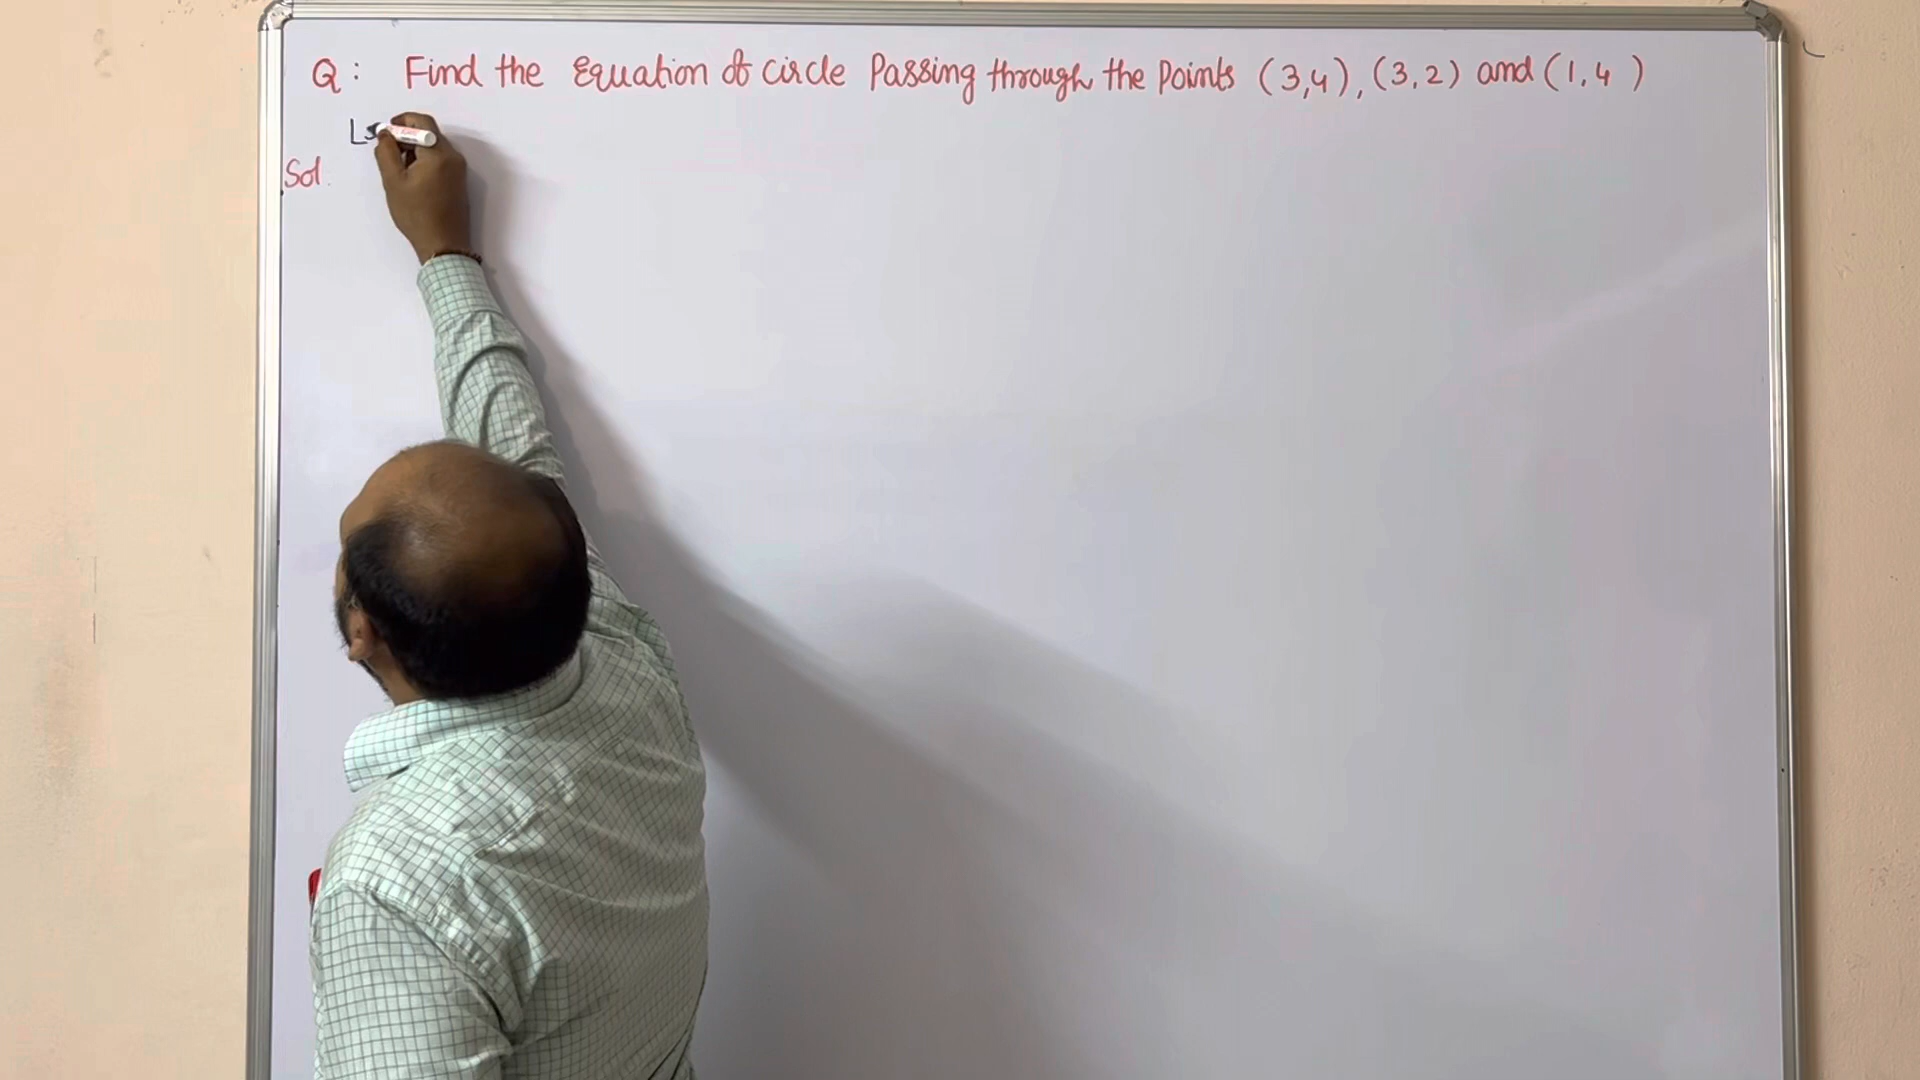 Q: Find the Equation of circle Passing through the Points (3,4), (3,2) and (1,4)
Sol.